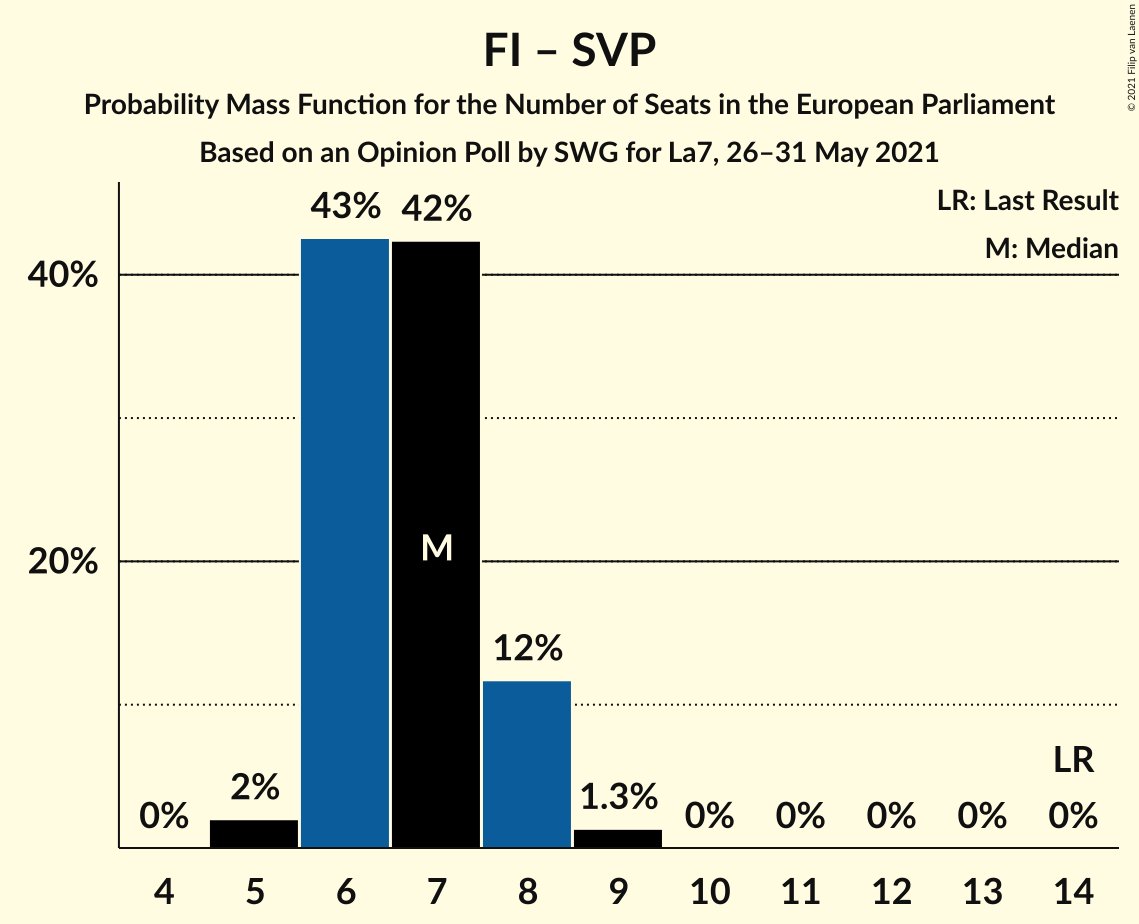 FI – SVP
Probability Mass Function for the Number of Seats in the European Parliament
Based on an Opinion Poll by SWG for La7, 26–31 May 2021
© 2021 Filip van Laenen
LR: Last Result
M: Median
43% 42%
40%
M
20%
12%
LR
2%
1.3%
0% 0% 0% 0% 0% 0%
4 5 6 7 8 9 10 11 12 13 14